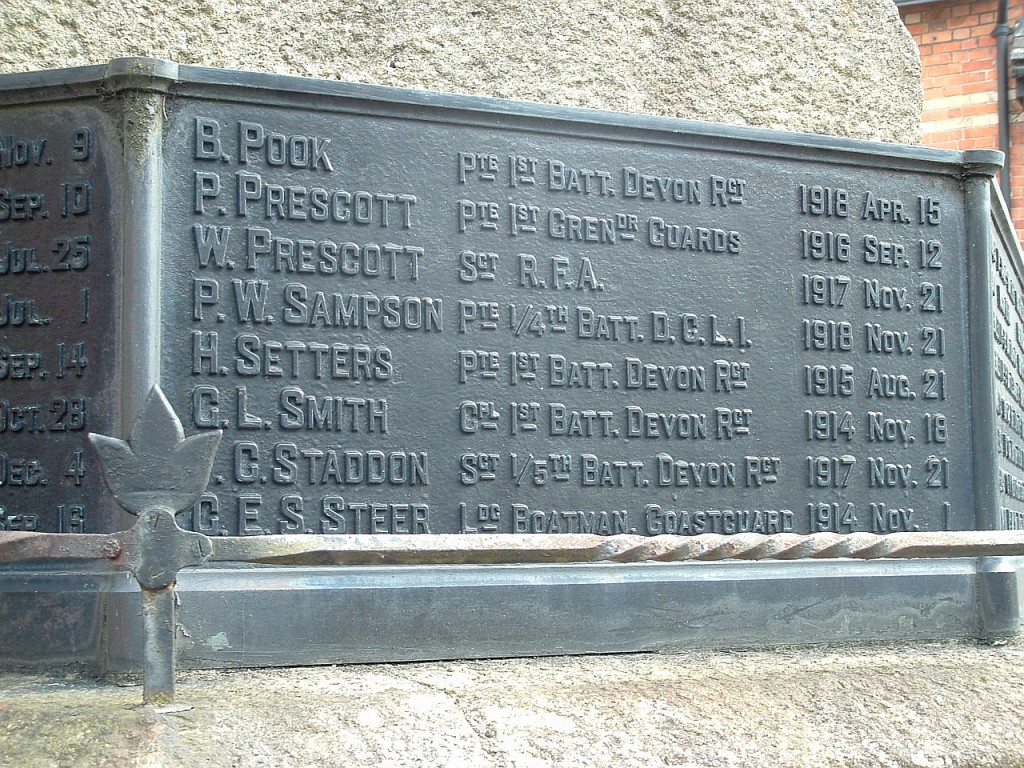 Nov. 9
Sep. 10
Jul. 25
Jul. 1
Sep. 14
Oct. 28
Dec. 4
Sep. 16
B. Pook Pte 1st Batt. Devon Rgt 1918 Apr. 15
P. Prescott Pte 1st Grendr Guards 1916 Sep. 12
W. Prescott Sgt R.F.A. 1917 Nov. 21
P. W. Sampson Pte 1/4th Batt. D.C.L.I. 1918 Nov. 21
H. Setters Pte 1st Batt. Devon Rgt 1915 Aug. 21
G. L. Smith Cpl 1st Batt. Devon Rgt 1914 Nov. 18
. G. Staddon Sgt 1/5th Batt. Devon Rgt 1917 Nov. 21
G. E. S. Steer Ldg Boatman. Coastguard 1914 Nov. 1